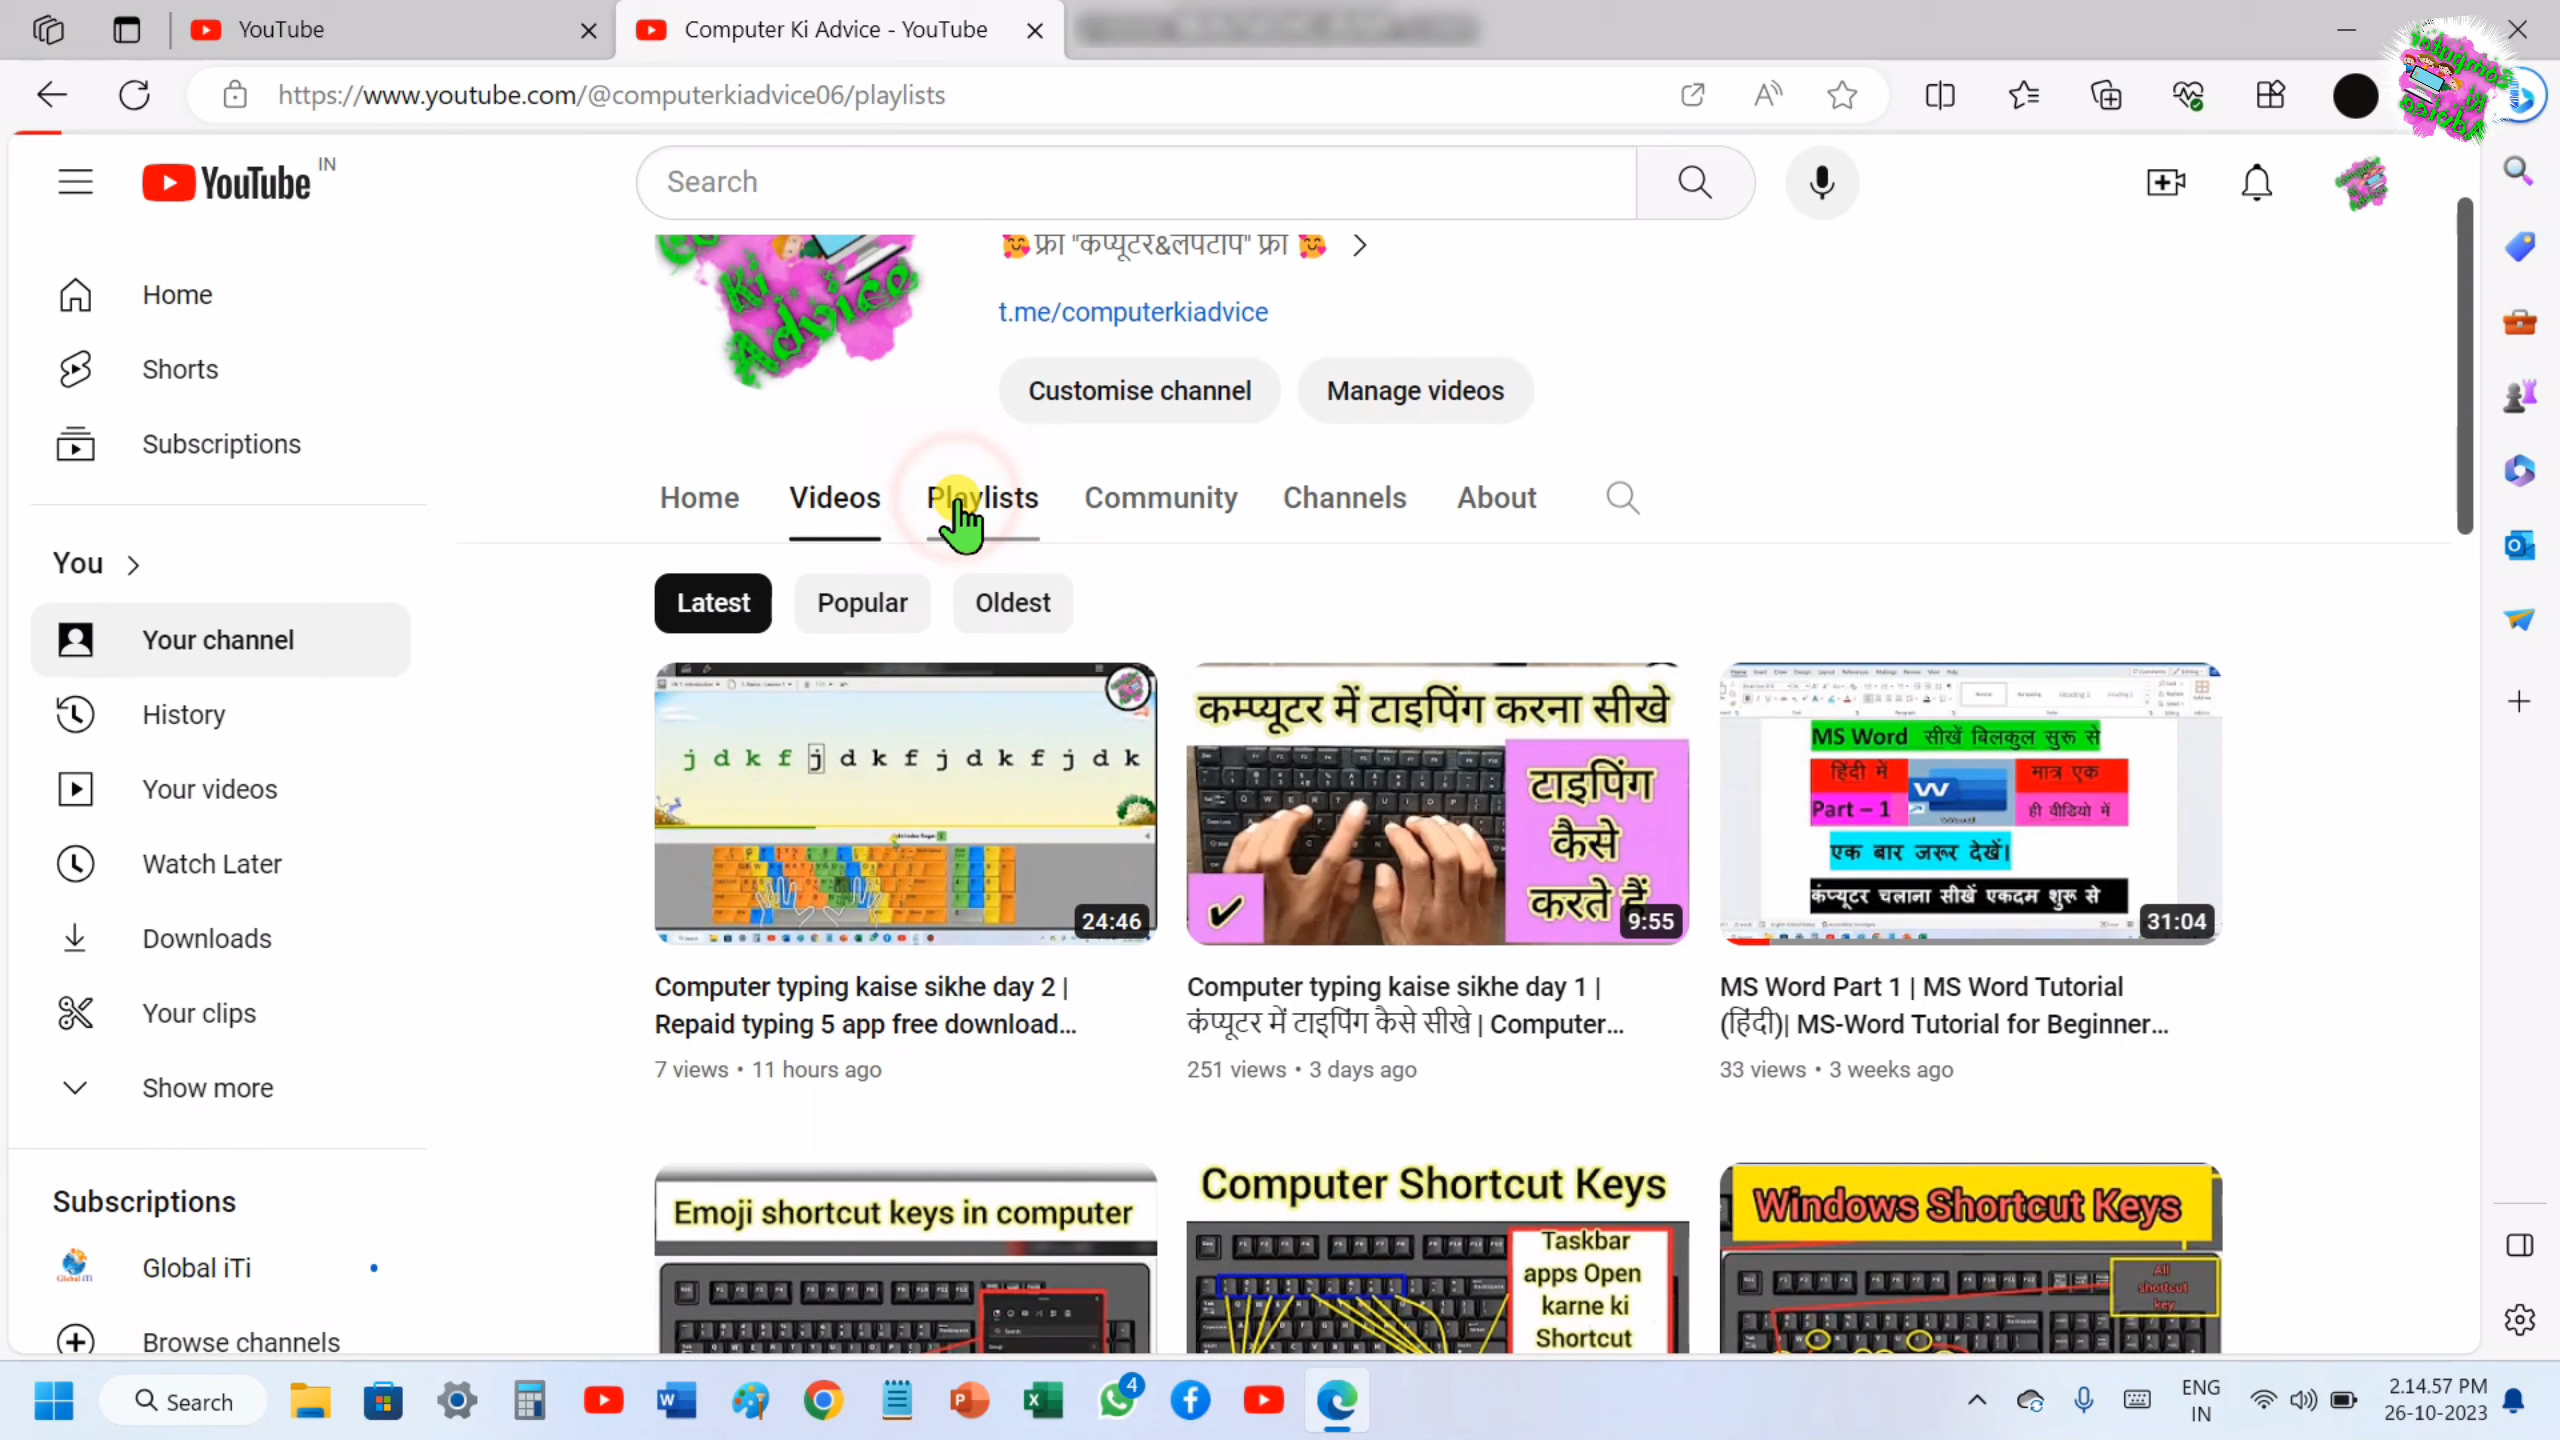 YouTube
Computer Ki Advice - YouTube
https://www.youtube.com/@computerkiadvice06/playlists
YouTube IN
Search
Ki
Advice
फ्री "कंप्यूटर&लैपटॉप" फ्री
t.me/computerkiadvice
Customise channel
Manage videos
Home
Shorts
Subscriptions
You
Your channel
History
Your videos
Watch Later
Downloads
Your clips
Show more
Subscriptions
Global iTi
Browse channels
Home Videos Playlists Community Channels About
Latest Popular Oldest
j d k f j d k f j d k f j d k
24:46
कम्प्यूटर में टाइपिंग करना सीखे
टाइपिंग
कैसे
करते हैं
9:55
MS Word सीखें बिलकुल सुरू से
हिंदी में
मात्र एक
Part – 1
ही वीडियो में
एक बार जरूर देखें।
कंप्यूटर चलाना सीखें एकदम शुरू से
31:04
Computer typing kaise sikhe day 2 |
Repaid typing 5 app free download...
7 views • 11 hours ago
Computer typing kaise sikhe day 1 |
कंप्यूटर में टाइपिंग कैसे सीखे | Computer...
251 views • 3 days ago
MS Word Part 1 | MS Word Tutorial
(हिंदी)| MS-Word Tutorial for Beginner...
33 views • 3 weeks ago
Emoji shortcut keys in computer
Computer Shortcut Keys
Taskbar
apps Open
karne ki
Shortcut
Windows Shortcut Keys
All
shortcut
key
Search
4
ENG
IN
2.14.57 PM
26-10-2023